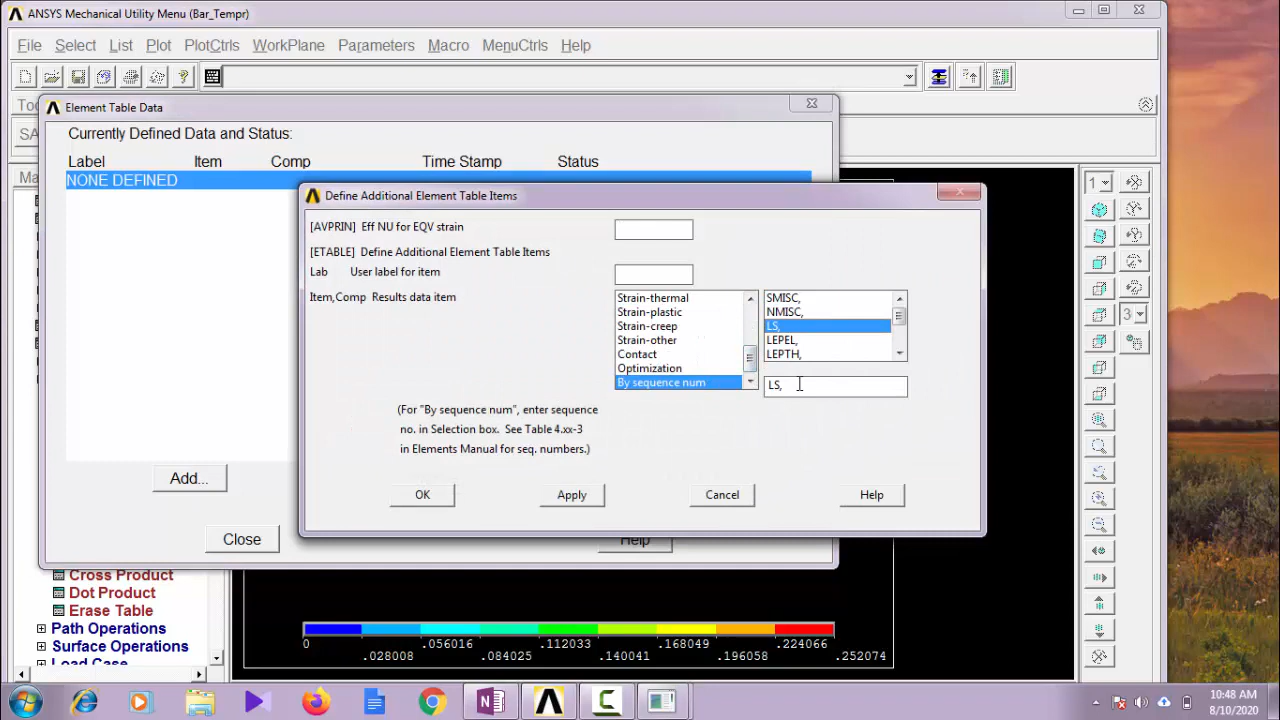 ANSYS Mechanical Utility Menu (Bar_Tempr)
File Select List Plot PlotCtrls WorkPlane Parameters Macro MenuCtrls Help
Element Table Data
Currently Defined Data and Status:
Label Item Comp Time Stamp Status
NONE DEFINED
Define Additional Element Table Items
[AVPRIN] Eff NU for EQV strain
[ETABLE] Define Additional Element Table Items
Lab User label for item
Item,Comp Results data item
Strain-thermal
Strain-plastic
Strain-creep
Strain-other
Contact
Optimization
By sequence num
SMISC,
NMISC,
LS,
LEPEL,
LEPTH,
LS,
(For "By sequence num", enter sequence
no. in Selection box. See Table 4.xx-3
in Elements Manual for seq. numbers.)
OK Apply Cancel Help
Add...
Close Help
Cross Product
Dot Product
Erase Table
Path Operations
Surface Operations
Load Case
1
3
0 .056016 .112033 .168049 .224066
.028008 .084025 .140041 .196058 .252074
10:48 AM
8/10/2020